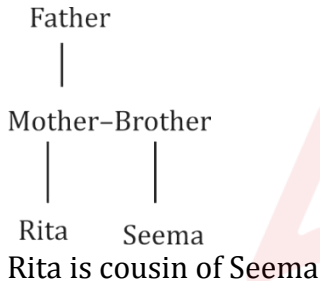 Father
Mother–Brother
Rita Seema
Rita is cousin of Seema